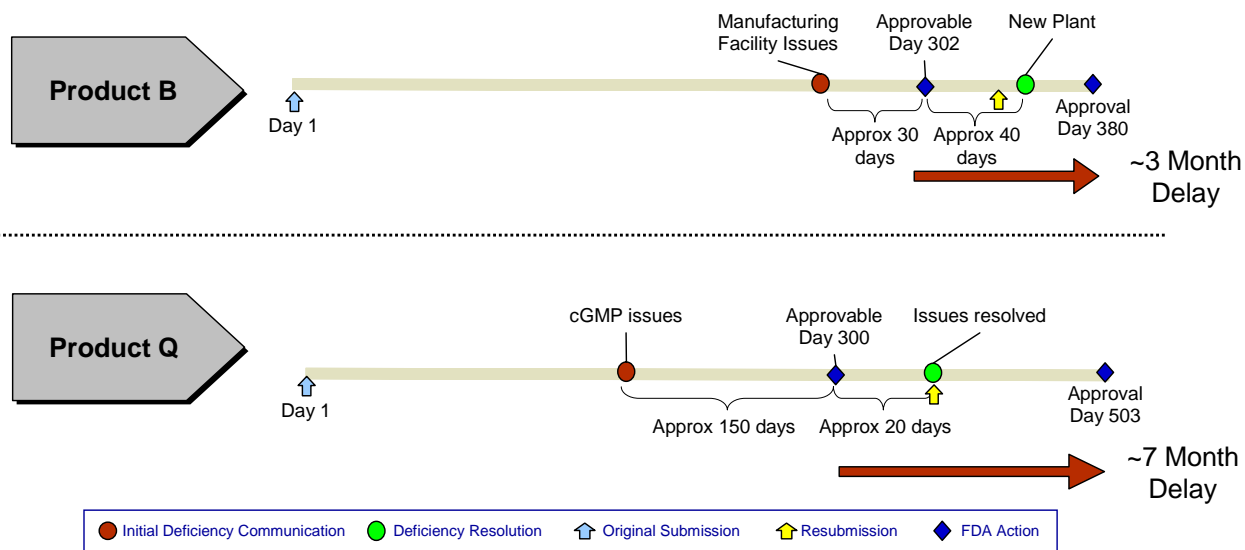 Product B
Manufacturing
Facility Issues
Approvable
Day 302
New Plant
Day 1
Approx 30
days
Approx 40
days
Approval
Day 380
~3 Month
Delay
Product Q
cGMP issues
Approvable
Day 300
Issues resolved
Day 1
Approx 150 days
Approx 20 days
Approval
Day 503
~7 Month
Delay
Initial Deficiency Communication
Deficiency Resolution
Original Submission
Resubmission
FDA Action